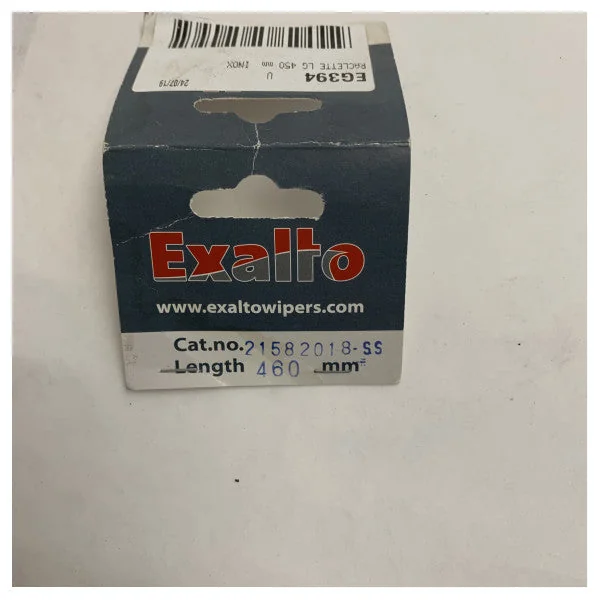 EG394
U
RACLETTE LG 450 mm INOX
24/07/19
Exalto
www.exaltowipers.com
Cat.no. 21582018-SS
Length 460 mm